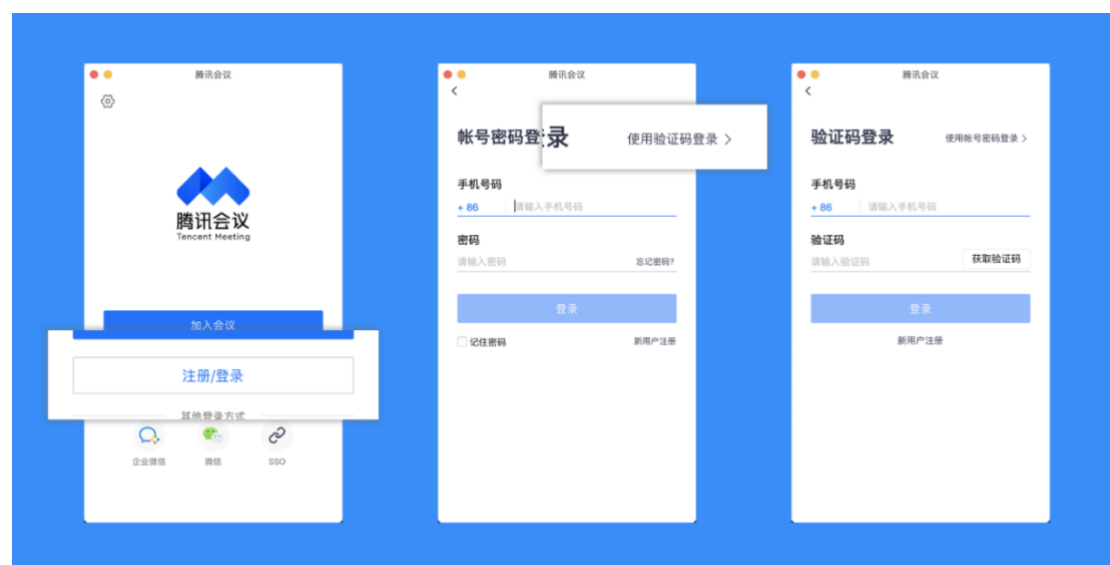 腾讯会议
腾讯会议
Tencent Meeting
加入会议
注册/登录
其他登录方式
企业微信
微信
SSO
腾讯会议
帐号密码登录
使用验证码登录 >
手机号码
+ 86 请输入手机号码
密码
请输入密码 忘记密码?
登录
记住密码 新用户注册
腾讯会议
验证码登录 使用帐号密码登录 >
手机号码
+ 86 请输入手机号码
验证码
请输入验证码 获取验证码
登录
新用户注册